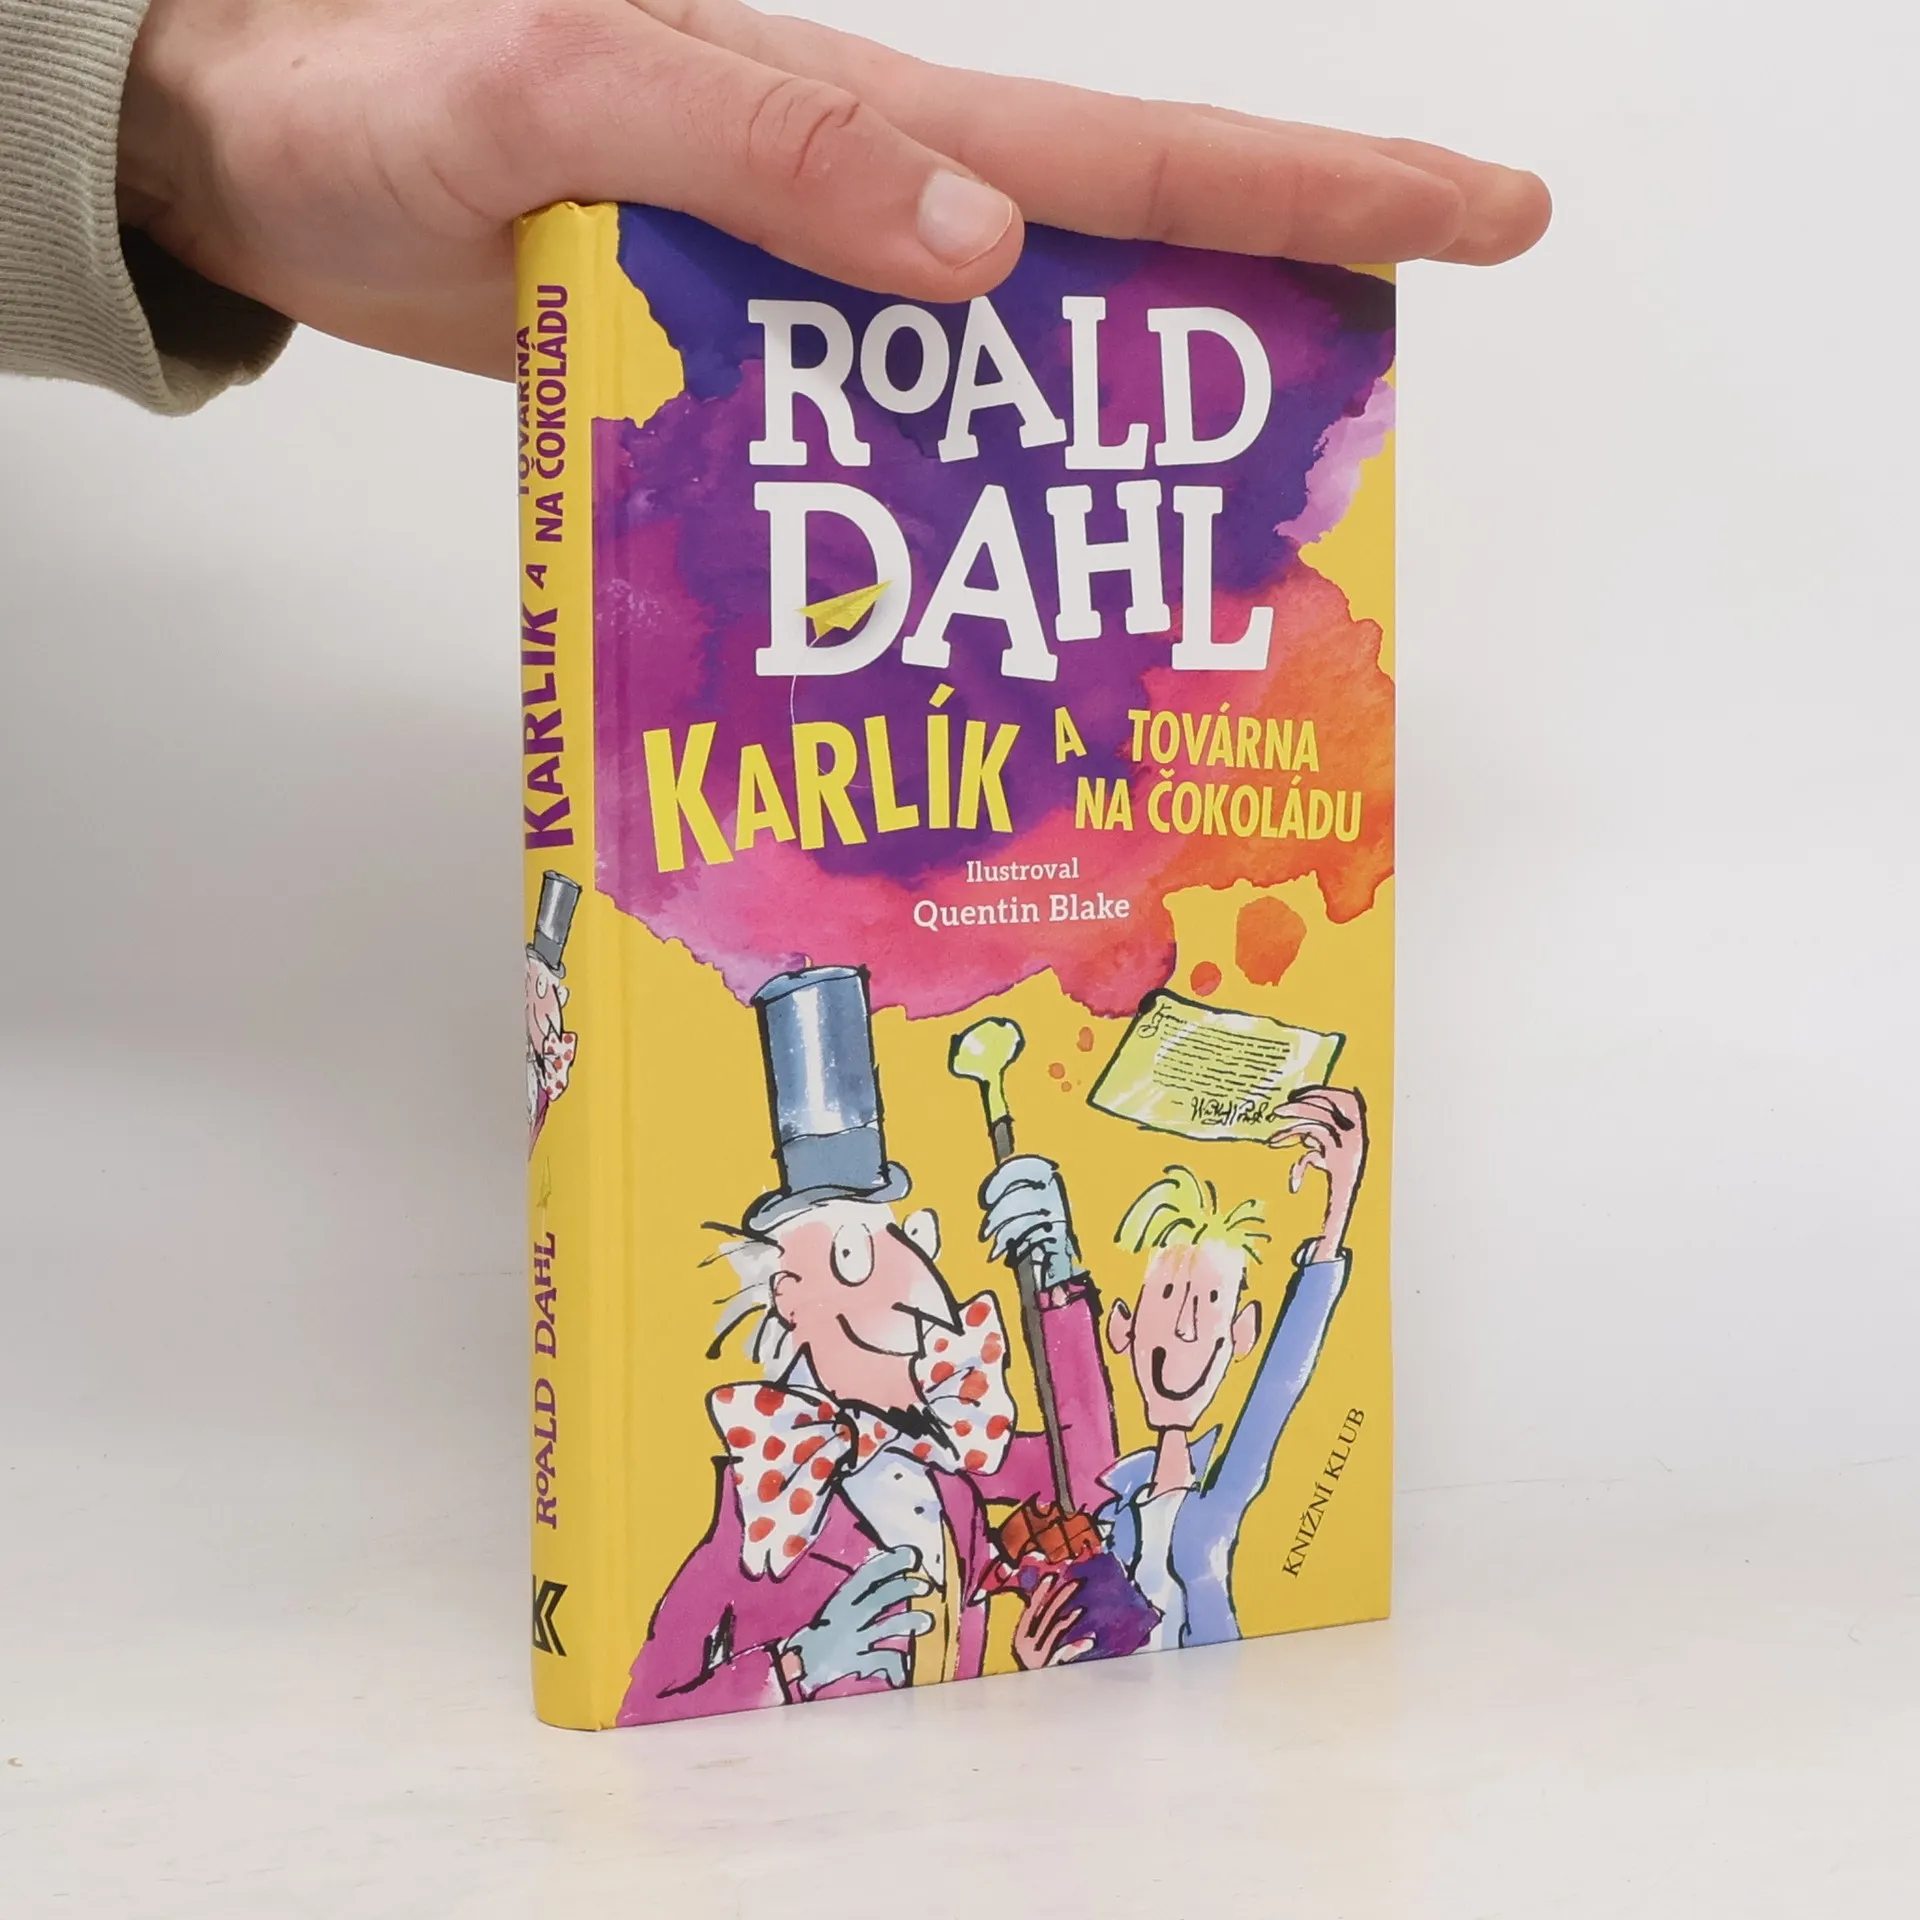 ROALD
DAHL
KARLÍK A TOVÁRNA
NA ČOKOLÁDU
Ilustroval
Quentin Blake
KNIŽNÍ KLUB
KARLÍK A TOVÁRNA
NA ČOKOLÁDU
ROALD DAHL